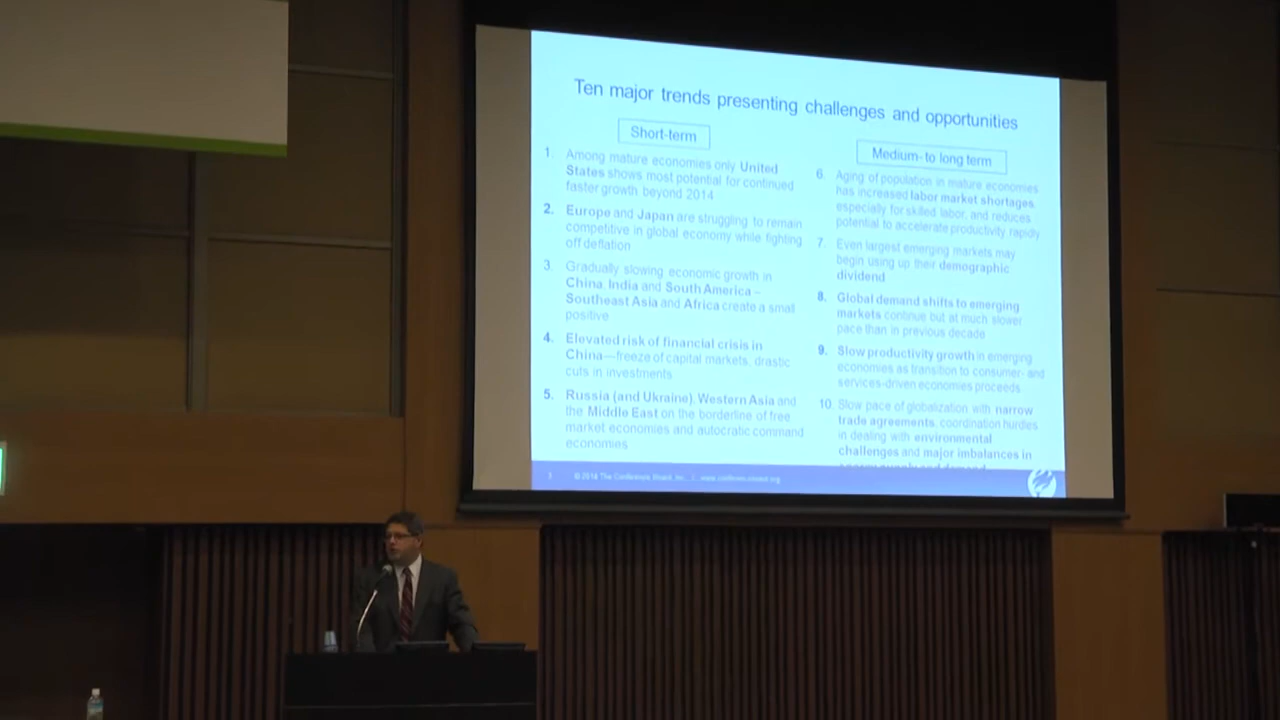 Ten major trends presenting challenges and opportunities
Short-term
1. Among mature economies only United
States shows most potential for continued
faster growth beyond 2014
2. Europe and Japan are struggling to remain
competitive in global economy while fighting
off deflation
3. Gradually slowing economic growth in
China, India and South America –
Southeast Asia and Africa create a small
positive
4. Elevated risk of financial crisis in
China—freeze of capital markets, drastic
cuts in investments
5. Russia (and Ukraine), Western Asia and
the Middle East on the borderline of free
market economies and autocratic command
economies
Medium- to long term
6. Aging of population in mature economies
has increased labor market shortages,
especially for skilled labor, and reduces
potential to accelerate productivity rapidly
7. Even largest emerging markets may
begin using up their demographic
dividend
8. Global demand shifts to emerging
markets continue but at much slower
pace than in previous decade
9. Slow productivity growth in emerging
economies as transition to consumer- and
services-driven economies proceeds
10. Slow pace of globalization with narrow
trade agreements, coordination hurdles
in dealing with environmental
challenges and major imbalances in
energy supply and demand
© 2014 The Conference Board, Inc. | www.conference-board.org